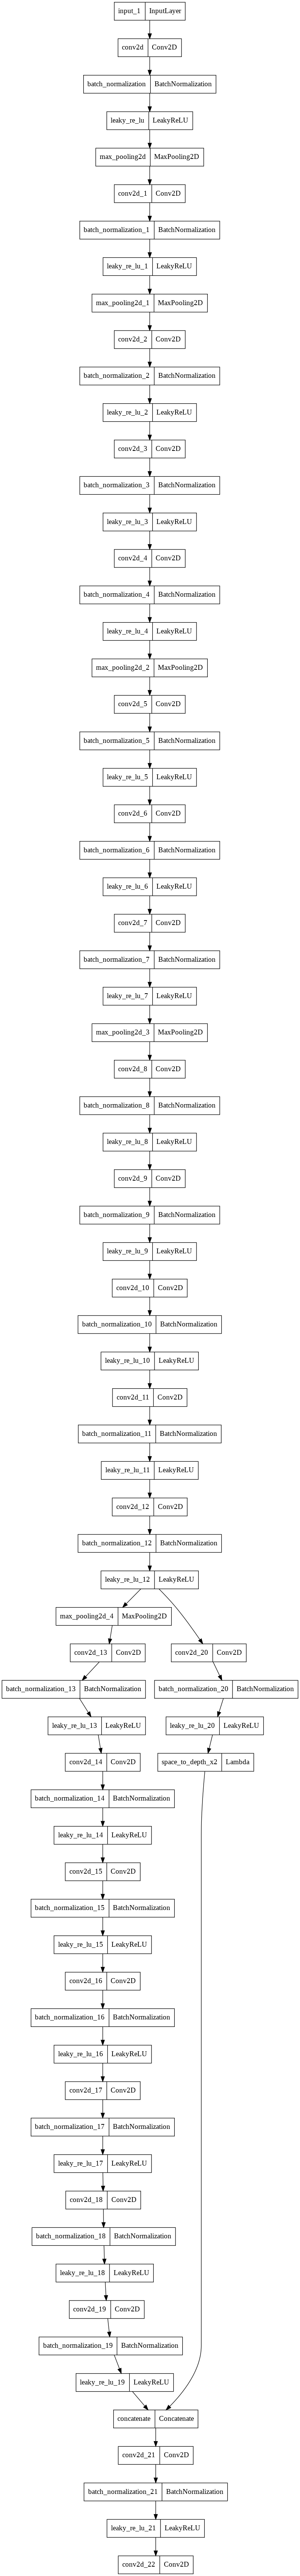 input_1 InputLayer
conv2d Conv2D
batch_normalization BatchNormalization
leaky_re_lu LeakyReLU
max_pooling2d MaxPooling2D
conv2d_1 Conv2D
batch_normalization_1 BatchNormalization
leaky_re_lu_1 LeakyReLU
max_pooling2d_1 MaxPooling2D
conv2d_2 Conv2D
batch_normalization_2 BatchNormalization
leaky_re_lu_2 LeakyReLU
conv2d_3 Conv2D
batch_normalization_3 BatchNormalization
leaky_re_lu_3 LeakyReLU
conv2d_4 Conv2D
batch_normalization_4 BatchNormalization
leaky_re_lu_4 LeakyReLU
max_pooling2d_2 MaxPooling2D
conv2d_5 Conv2D
batch_normalization_5 BatchNormalization
leaky_re_lu_5 LeakyReLU
conv2d_6 Conv2D
batch_normalization_6 BatchNormalization
leaky_re_lu_6 LeakyReLU
conv2d_7 Conv2D
batch_normalization_7 BatchNormalization
leaky_re_lu_7 LeakyReLU
max_pooling2d_3 MaxPooling2D
conv2d_8 Conv2D
batch_normalization_8 BatchNormalization
leaky_re_lu_8 LeakyReLU
conv2d_9 Conv2D
batch_normalization_9 BatchNormalization
leaky_re_lu_9 LeakyReLU
conv2d_10 Conv2D
batch_normalization_10 BatchNormalization
leaky_re_lu_10 LeakyReLU
conv2d_11 Conv2D
batch_normalization_11 BatchNormalization
leaky_re_lu_11 LeakyReLU
conv2d_12 Conv2D
batch_normalization_12 BatchNormalization
leaky_re_lu_12 LeakyReLU
max_pooling2d_4 MaxPooling2D
conv2d_13 Conv2D conv2d_20 Conv2D
batch_normalization_13 BatchNormalization batch_normalization_20 BatchNormalization
leaky_re_lu_13 LeakyReLU leaky_re_lu_20 LeakyReLU
conv2d_14 Conv2D space_to_depth_x2 Lambda
batch_normalization_14 BatchNormalization
leaky_re_lu_14 LeakyReLU
conv2d_15 Conv2D
batch_normalization_15 BatchNormalization
leaky_re_lu_15 LeakyReLU
conv2d_16 Conv2D
batch_normalization_16 BatchNormalization
leaky_re_lu_16 LeakyReLU
conv2d_17 Conv2D
batch_normalization_17 BatchNormalization
leaky_re_lu_17 LeakyReLU
conv2d_18 Conv2D
batch_normalization_18 BatchNormalization
leaky_re_lu_18 LeakyReLU
conv2d_19 Conv2D
batch_normalization_19 BatchNormalization
leaky_re_lu_19 LeakyReLU
concatenate Concatenate
conv2d_21 Conv2D
batch_normalization_21 BatchNormalization
leaky_re_lu_21 LeakyReLU
conv2d_22 Conv2D